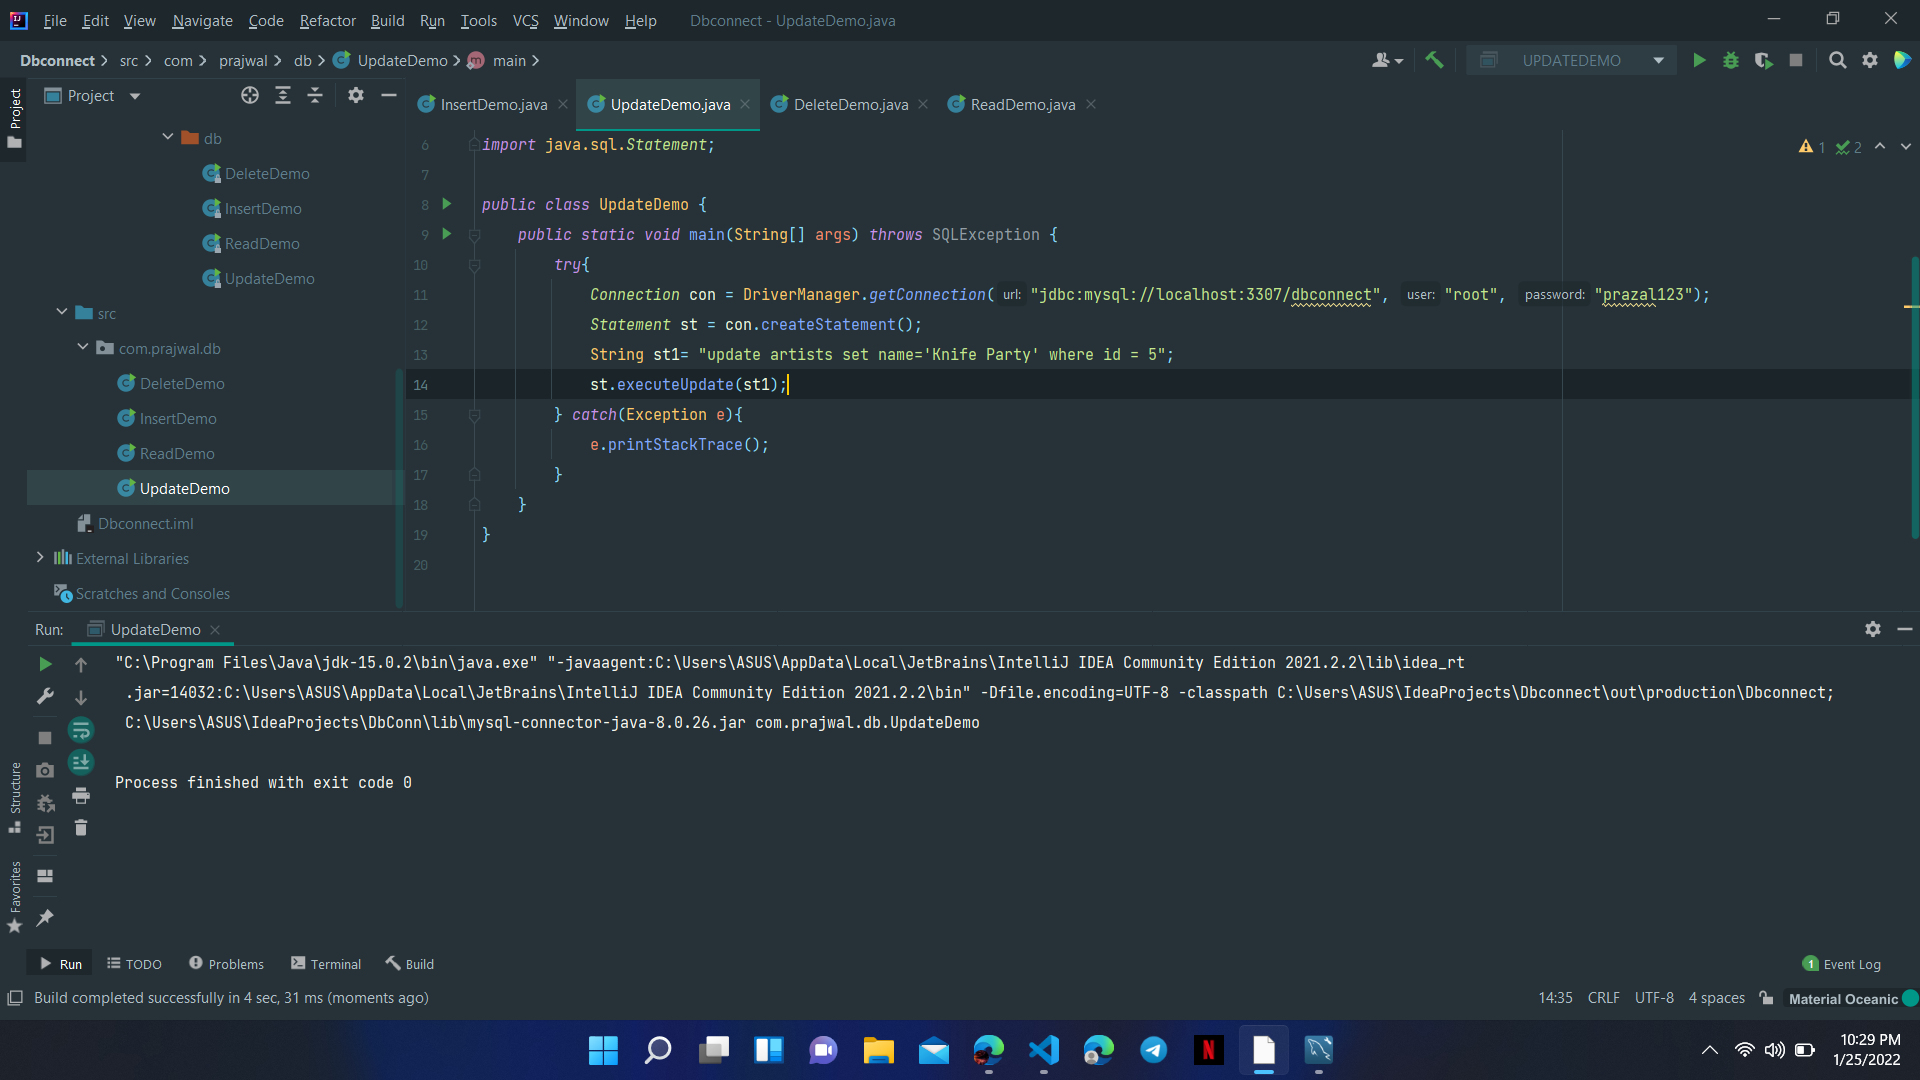 File Edit View Navigate Code Refactor Build Run Tools VCS Window Help Dbconnect - UpdateDemo.java
Dbconnect src com prajwal db UpdateDemo m main UPDATEDEMO
Project
Project
InsertDemo.java UpdateDemo.java DeleteDemo.java ReadDemo.java
db
DeleteDemo
InsertDemo
ReadDemo
UpdateDemo
src
com.prajwal.db
DeleteDemo
InsertDemo
ReadDemo
UpdateDemo
Dbconnect.iml
External Libraries
Scratches and Consoles
1 2
6 import java.sql.Statement;
7
8 public class UpdateDemo {
9 public static void main(String[] args) throws SQLException {
10 try{
11 Connection con = DriverManager.getConnection( url: "jdbc:mysql://localhost:3307/dbconnect", user: "root", password: "prazal123");
12 Statement st = con.createStatement();
13 String st1= "update artists set name='Knife Party' where id = 5";
14 st.executeUpdate(st1);
15 } catch(Exception e){
16 e.printStackTrace();
17 }
18 }
19 }
20
Run: UpdateDemo
"C:\Program Files\Java\jdk-15.0.2\bin\java.exe" "-javaagent:C:\Users\ASUS\AppData\Local\JetBrains\IntelliJ IDEA Community Edition 2021.2.2\lib\idea_rt
.jar=14032:C:\Users\ASUS\AppData\Local\JetBrains\IntelliJ IDEA Community Edition 2021.2.2\bin" -Dfile.encoding=UTF-8 -classpath C:\Users\ASUS\IdeaProjects\Dbconnect\out\production\Dbconnect;
C:\Users\ASUS\IdeaProjects\DbConn\lib\mysql-connector-java-8.0.26.jar com.prajwal.db.UpdateDemo
Process finished with exit code 0
Structure
Favorites
Run TODO Problems Terminal Build 1 Event Log
Build completed successfully in 4 sec, 31 ms (moments ago) 14:35 CRLF UTF-8 4 spaces Material Oceanic
10:29 PM
1/25/2022